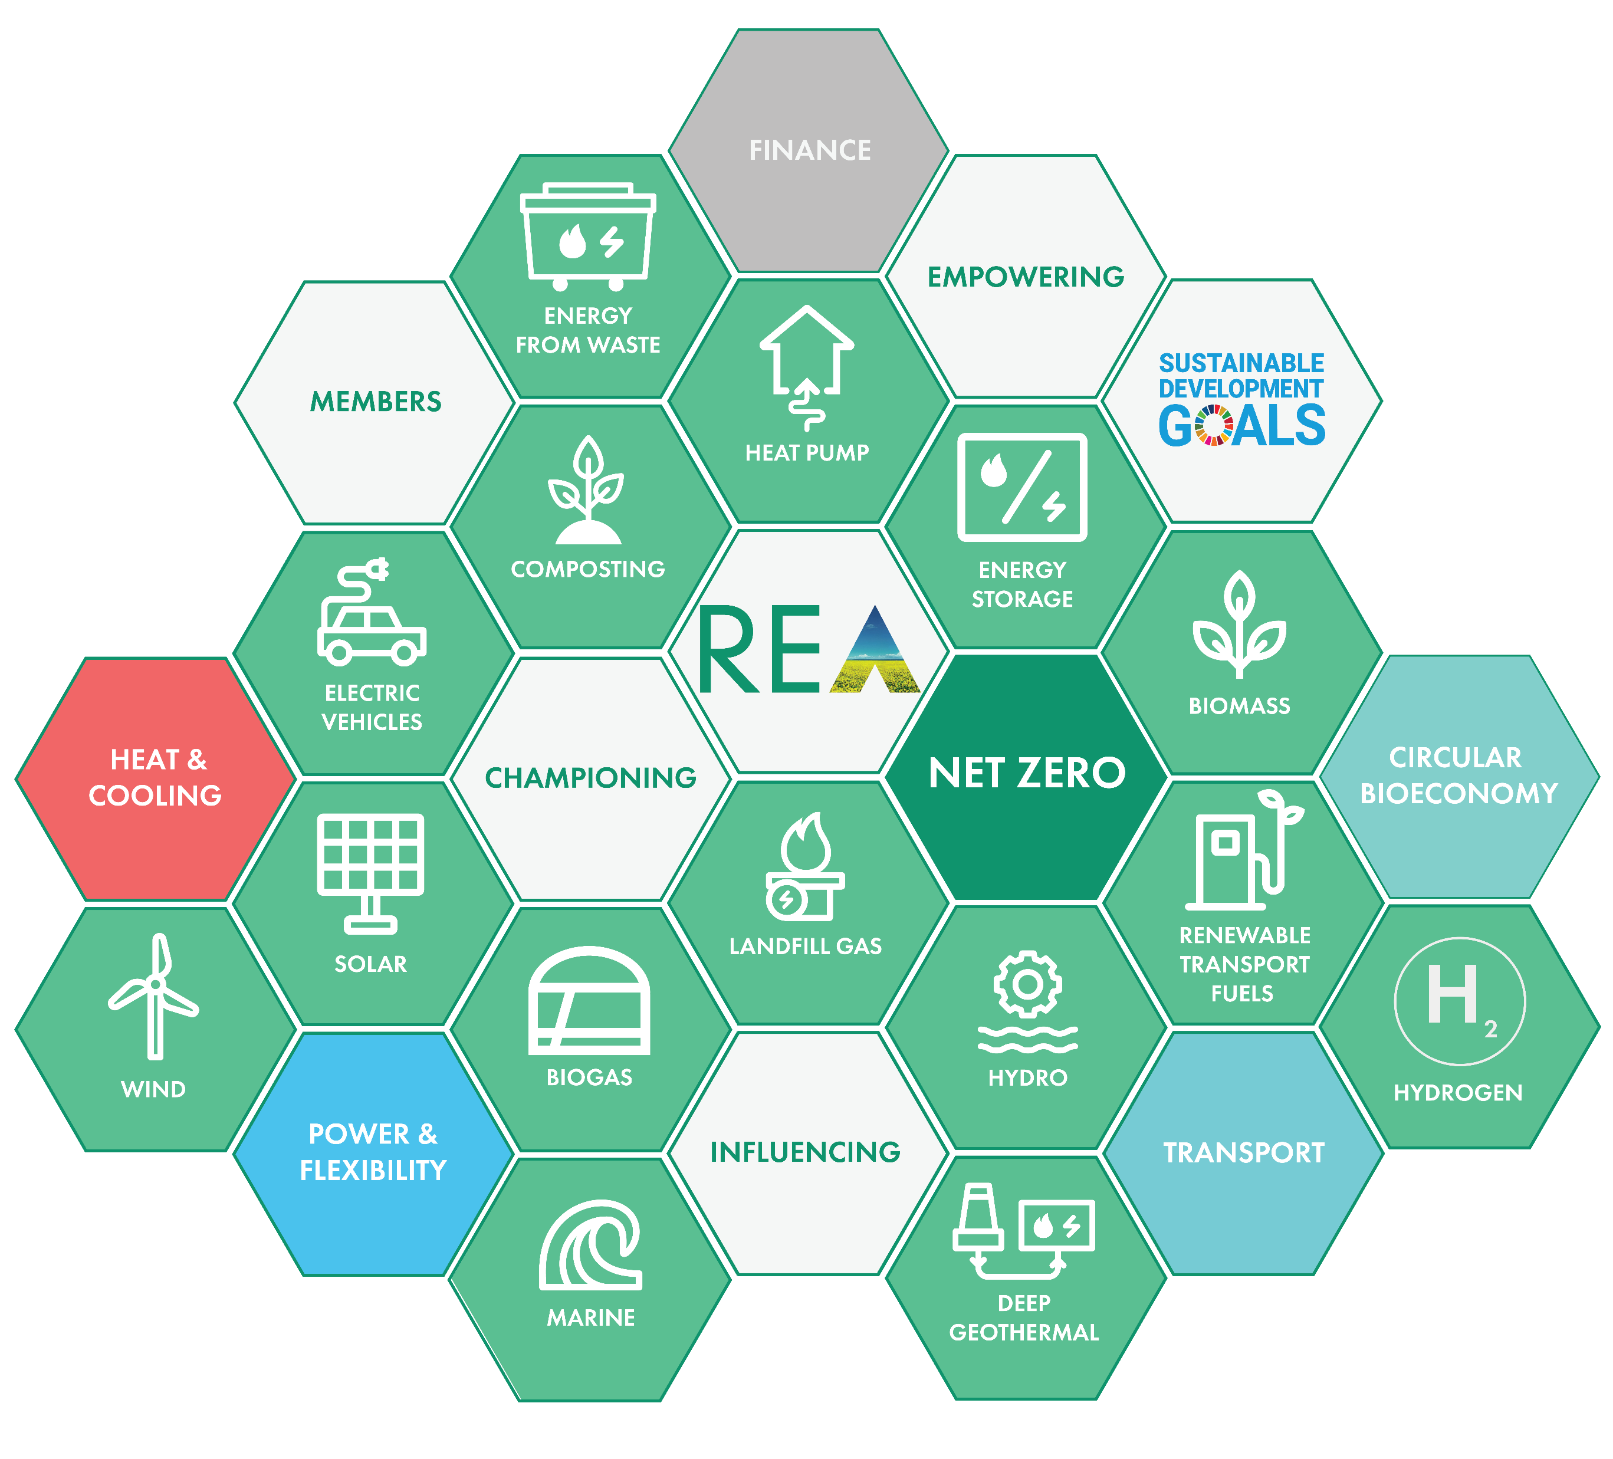 FINANCE
ENERGY
FROM WASTE
EMPOWERING
MEMBERS
HEAT PUMP
SUSTAINABLE
DEVELOPMENT
GOALS
COMPOSTING
ENERGY
STORAGE
ELECTRIC
VEHICLES
REA
BIOMASS
HEAT &
COOLING
CHAMPIONING
NET ZERO
CIRCULAR
BIOECONOMY
SOLAR
LANDFILL GAS
RENEWABLE
TRANSPORT
FUELS
WIND
BIOGAS
HYDRO
H2
HYDROGEN
POWER &
FLEXIBILITY
INFLUENCING
TRANSPORT
MARINE
DEEP
GEOTHERMAL